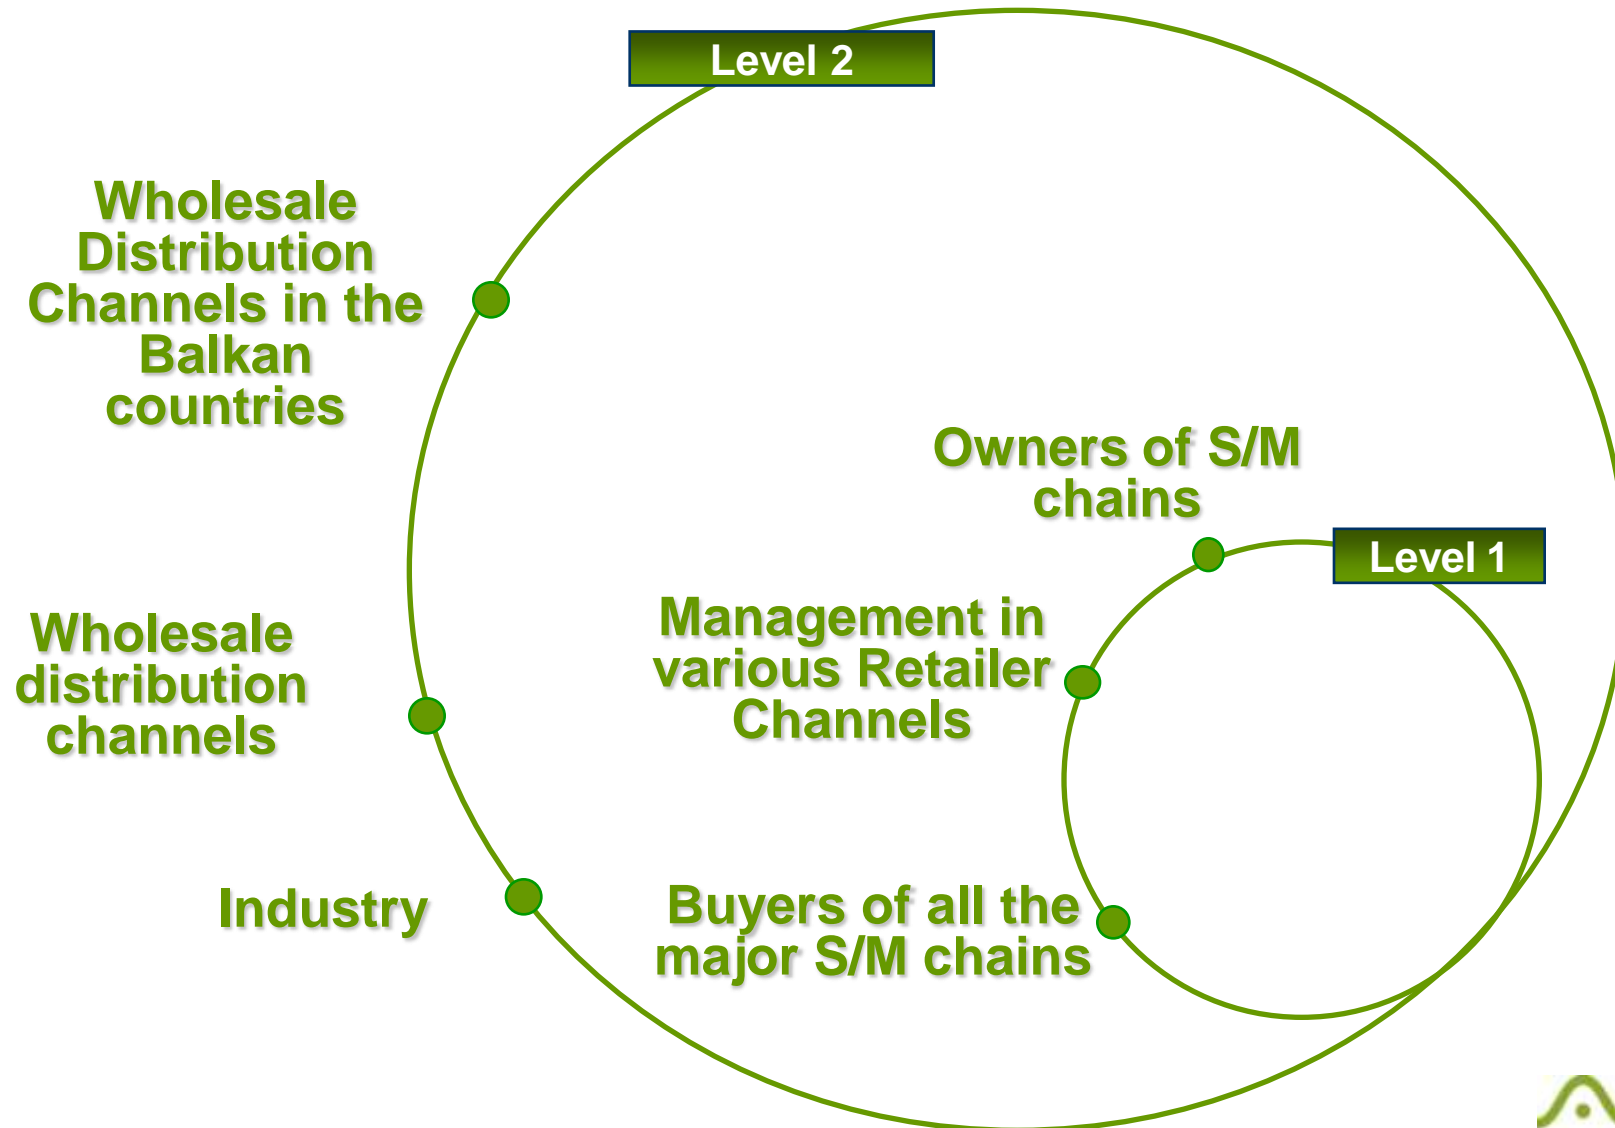 Level 2
Wholesale
Distribution
Channels in the
Balkan
countries
Owners of S/M
chains
Level 1
Management in
various Retailer
Channels
Wholesale
distribution
channels
Buyers of all the
major S/M chains
Industry